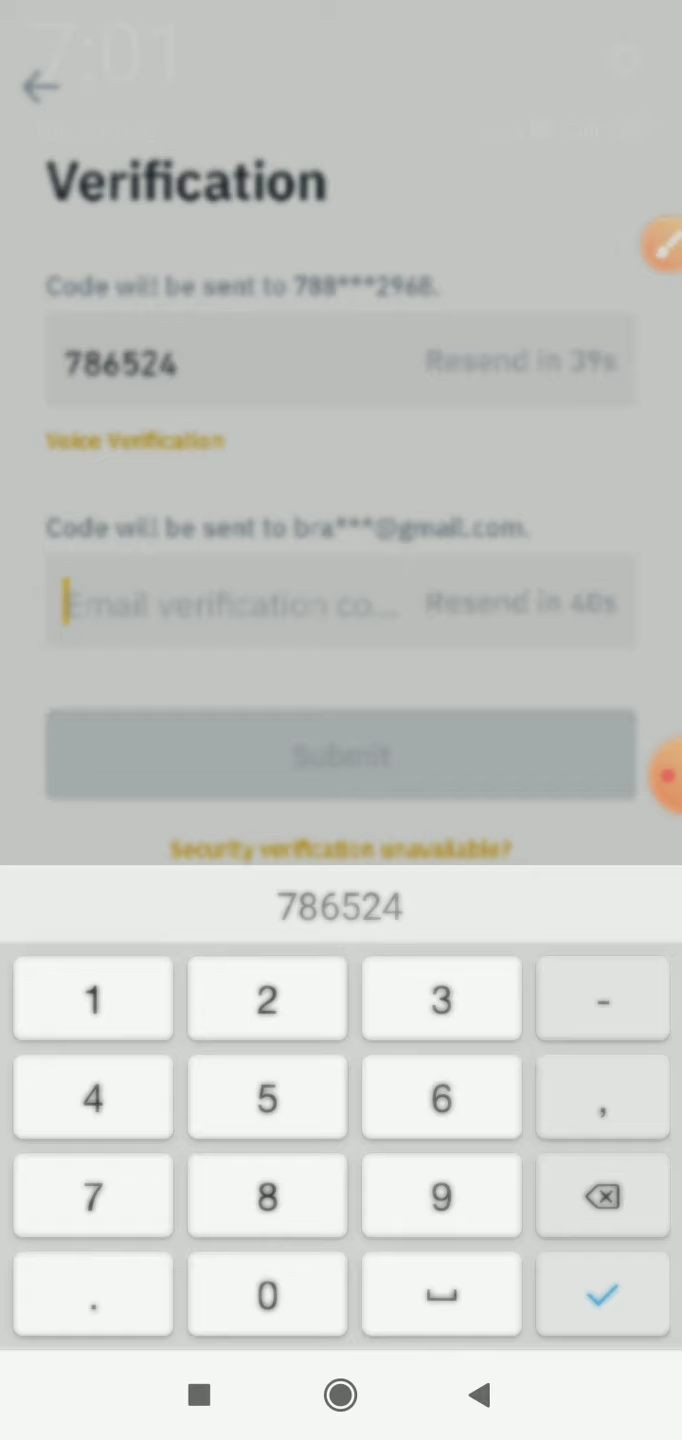 7:01
Verification
Code will be sent to 788***2968.
786524 Resend in 39s
Voice Verification
Code will be sent to bra***@gmail.com.
Email verification co... Resend in 40s
Submit
Security verification unavailable?
786524
1 2 3 -
4 5 6 ,
7 8 9
. 0